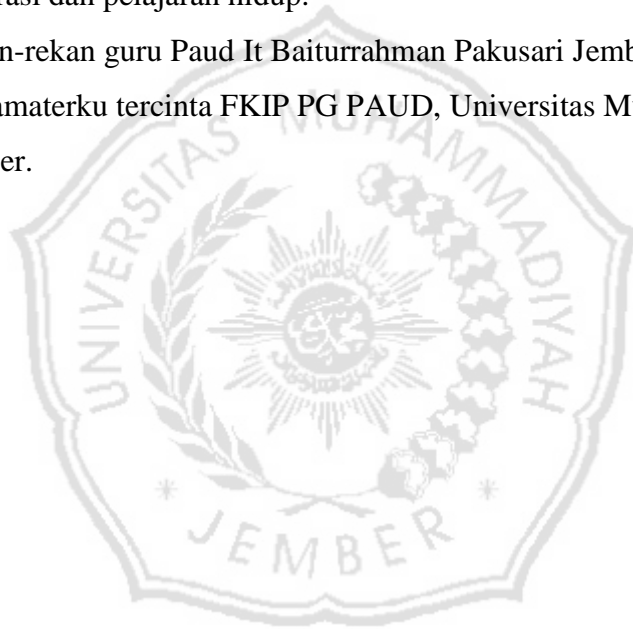 rasi dan pelajaran hidup.
n-rekan guru Paud It Baiturrahman Pakusari Jemb
amaterku tercinta FKIP PG PAUD, Universitas M
er.
UNIVERSITAS MUHAMMADIYAH
JEMBER